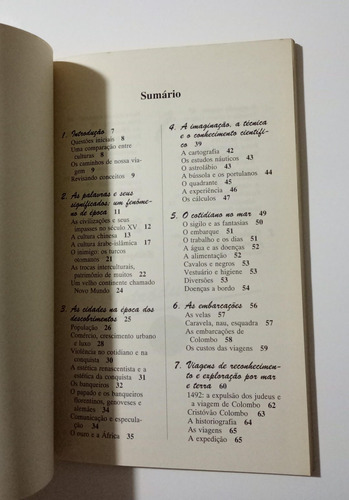 Sumário
1. Introdução 7
Questões iniciais 8
Uma comparação entre
culturas 8
Os caminhos de nossa via-
gem 9
Revisando conceitos 9
2. As palavras e seus
significados: um fenôme-
no de época 11
As civilizações e seus
impasses no século XV 12
A cultura chinesa 13
A cultura árabe-islâmica 17
O inimigo: os turcos
otomanos 21
As trocas interculturais,
patrimônio de muitos 22
Um velho continente chamado
Novo Mundo 24
3. As cidades na época dos
descobrimentos 25
População 26
Comércio, crescimento urbano
e luxo 28
Violência no cotidiano e na
conquista 30
A estética renascentista e a
estética da conquista 31
Os banqueiros 32
O papado e os banqueiros
florentinos, genoveses e
alemães 34
Comunicação e especula-
ção 34
O ouro e a África 35
4. A imaginação, a técnica
e o conhecimento científi-
co 39
A cartografia 42
Os estudos náuticos 43
O astrolábio 43
A bússola e os portulanos 44
O quadrante 45
A experiência 46
Os cálculos 47
5. O cotidiano no mar 49
O sigilo e as fantasias 50
O embarque 51
O trabalho e os dias 51
A água e as doenças 52
A alimentação 52
Cavalos e negros 53
Vestuário e higiene 53
Diversões 53
Doenças a bordo 54
6. As embarcações 56
As velas 57
Caravela, nau, esquadra 57
As embarcações de
Colombo 58
Os custos das viagens 59
7. Viagens de reconhecimen-
to e exploração por mar
e terra 60
1492: a expulsão dos judeus e
a viagem de Colombo 62
Cristóvão Colombo 63
A historiografia 64
As viagens 65
A expedição 65